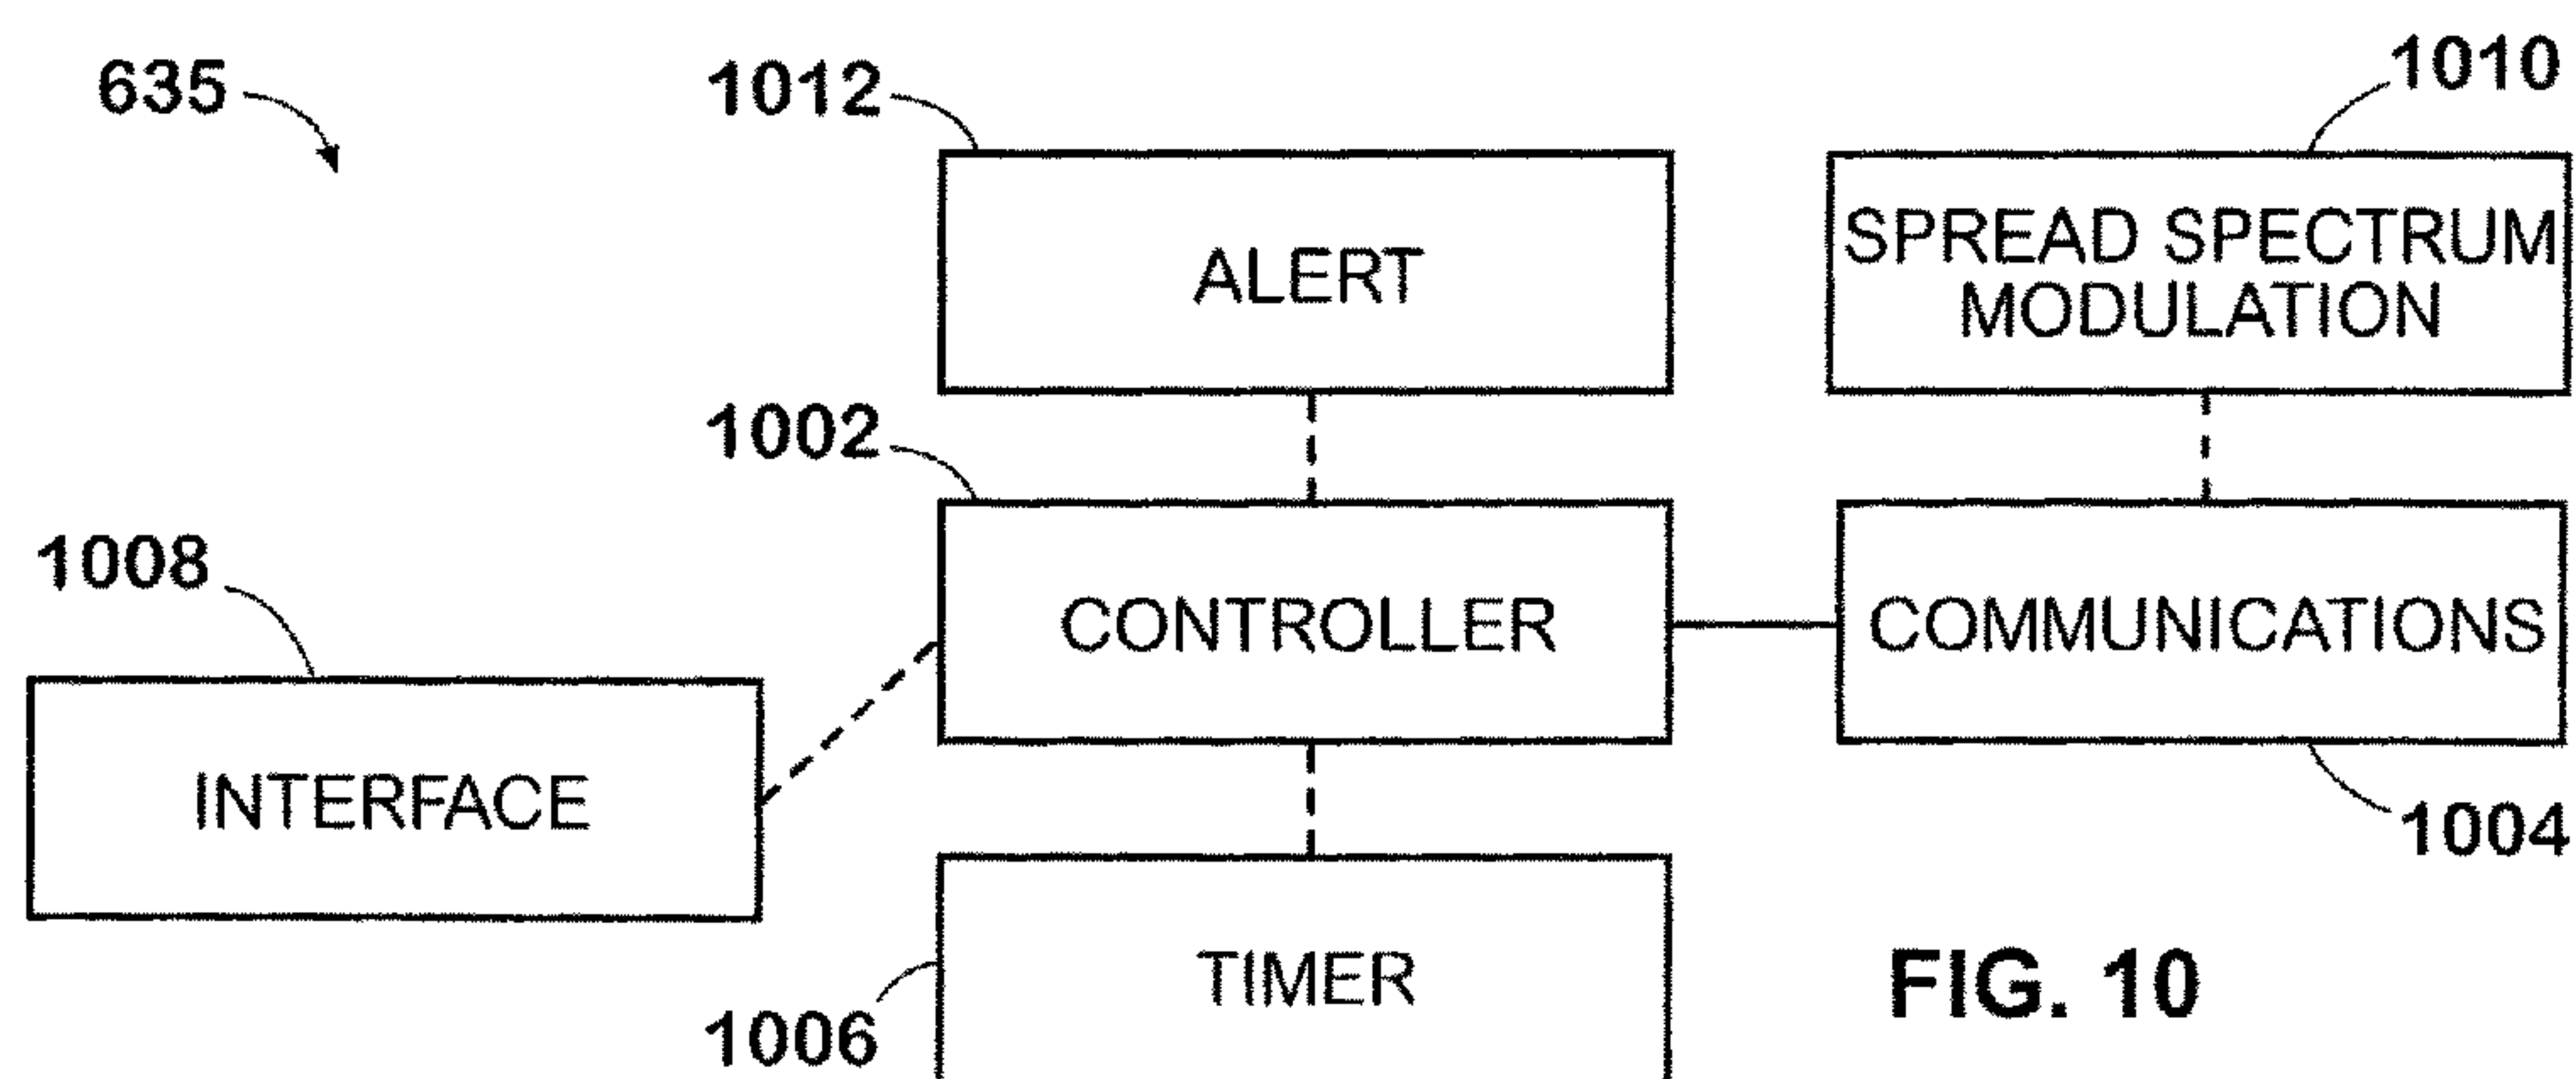 635
1012
1010
ALERT
SPREAD SPECTRUM
MODULATION
1002
1008
CONTROLLER
COMMUNICATIONS
INTERFACE
1004
TIMER
1006
FIG. 10